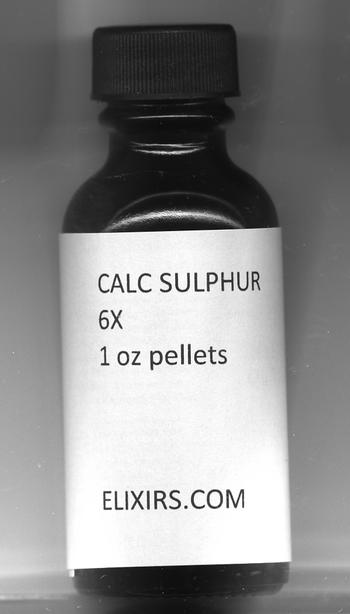 CALC SULPHUR
6X
1 oz pellets
ELIXIRS.COM